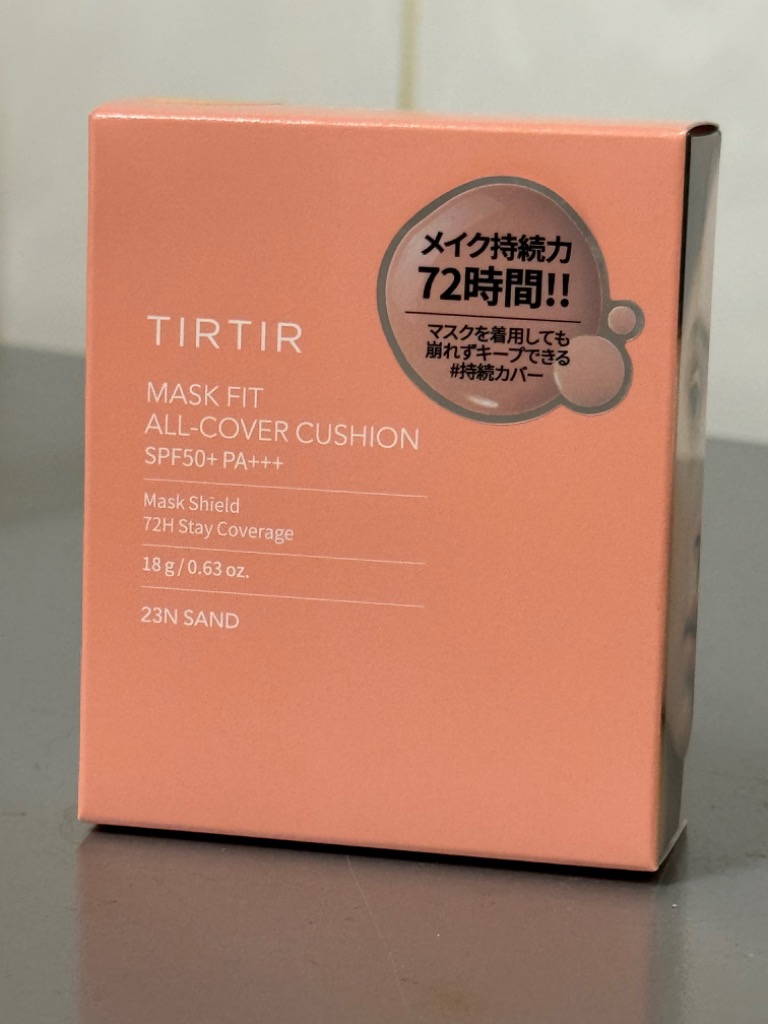 TIRTIR
MASK FIT
ALL-COVER CUSHION
SPF50+ PA+++
Mask Shield
72H Stay Coverage
18 g / 0.63 oz.
23N SAND
メイク持続力
72時間!!
マスクを着用しても
崩れずキープできる
#持続カバー